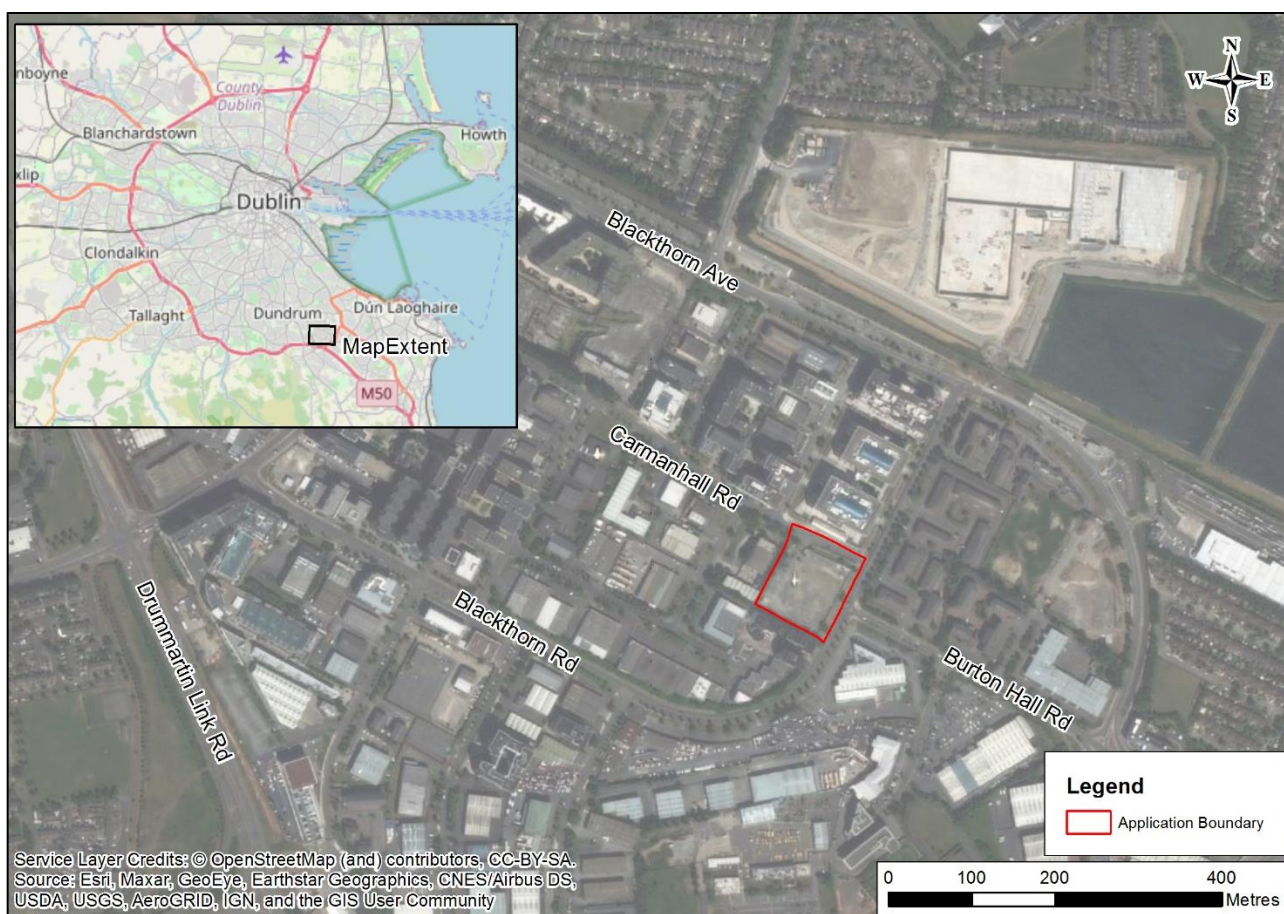 nboyne
County
Dublin
Blanchardstown
Howth
xlip
Dublin
Clondalkin
Tallaght
Dundrum
Dún Laoghaire
MapExtent
M50
N
W
E
S
Blackthorn Ave
Carmanhall Rd
Blackthorn Rd
Drummartin Link Rd
Burton Hall Rd
Legend
Application Boundary
0 100 200 400
Metres
Service Layer Credits: © OpenStreetMap (and) contributors, CC-BY-SA.
Source: Esri, Maxar, GeoEye, Earthstar Geographics, CNES/Airbus DS,
USDA, USGS, AeroGRID, IGN, and the GIS User Community